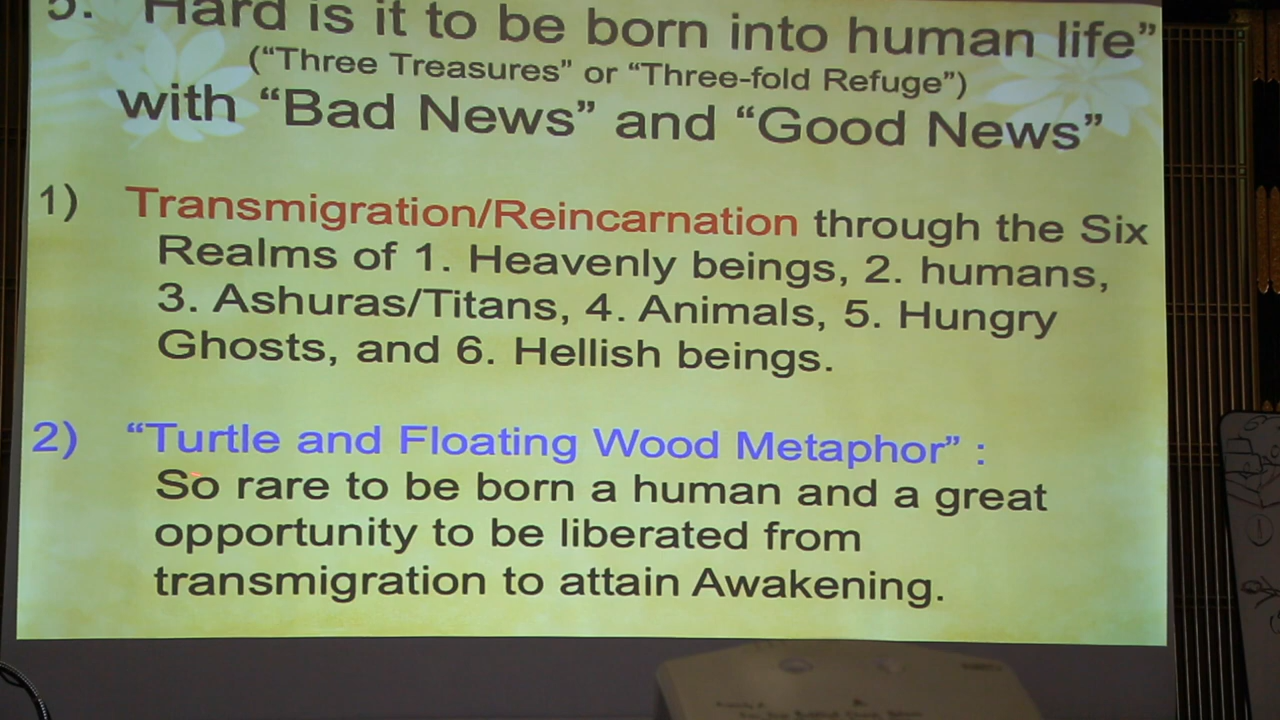 5. "Hard is it to be born into human life"
("Three Treasures" or "Three-fold Refuge")
with "Bad News" and "Good News"
1) Transmigration/Reincarnation through the Six
Realms of 1. Heavenly beings, 2. humans,
3. Ashuras/Titans, 4. Animals, 5. Hungry
Ghosts, and 6. Hellish beings.
2) "Turtle and Floating Wood Metaphor" :
So rare to be born a human and a great
opportunity to be liberated from
transmigration to attain Awakening.